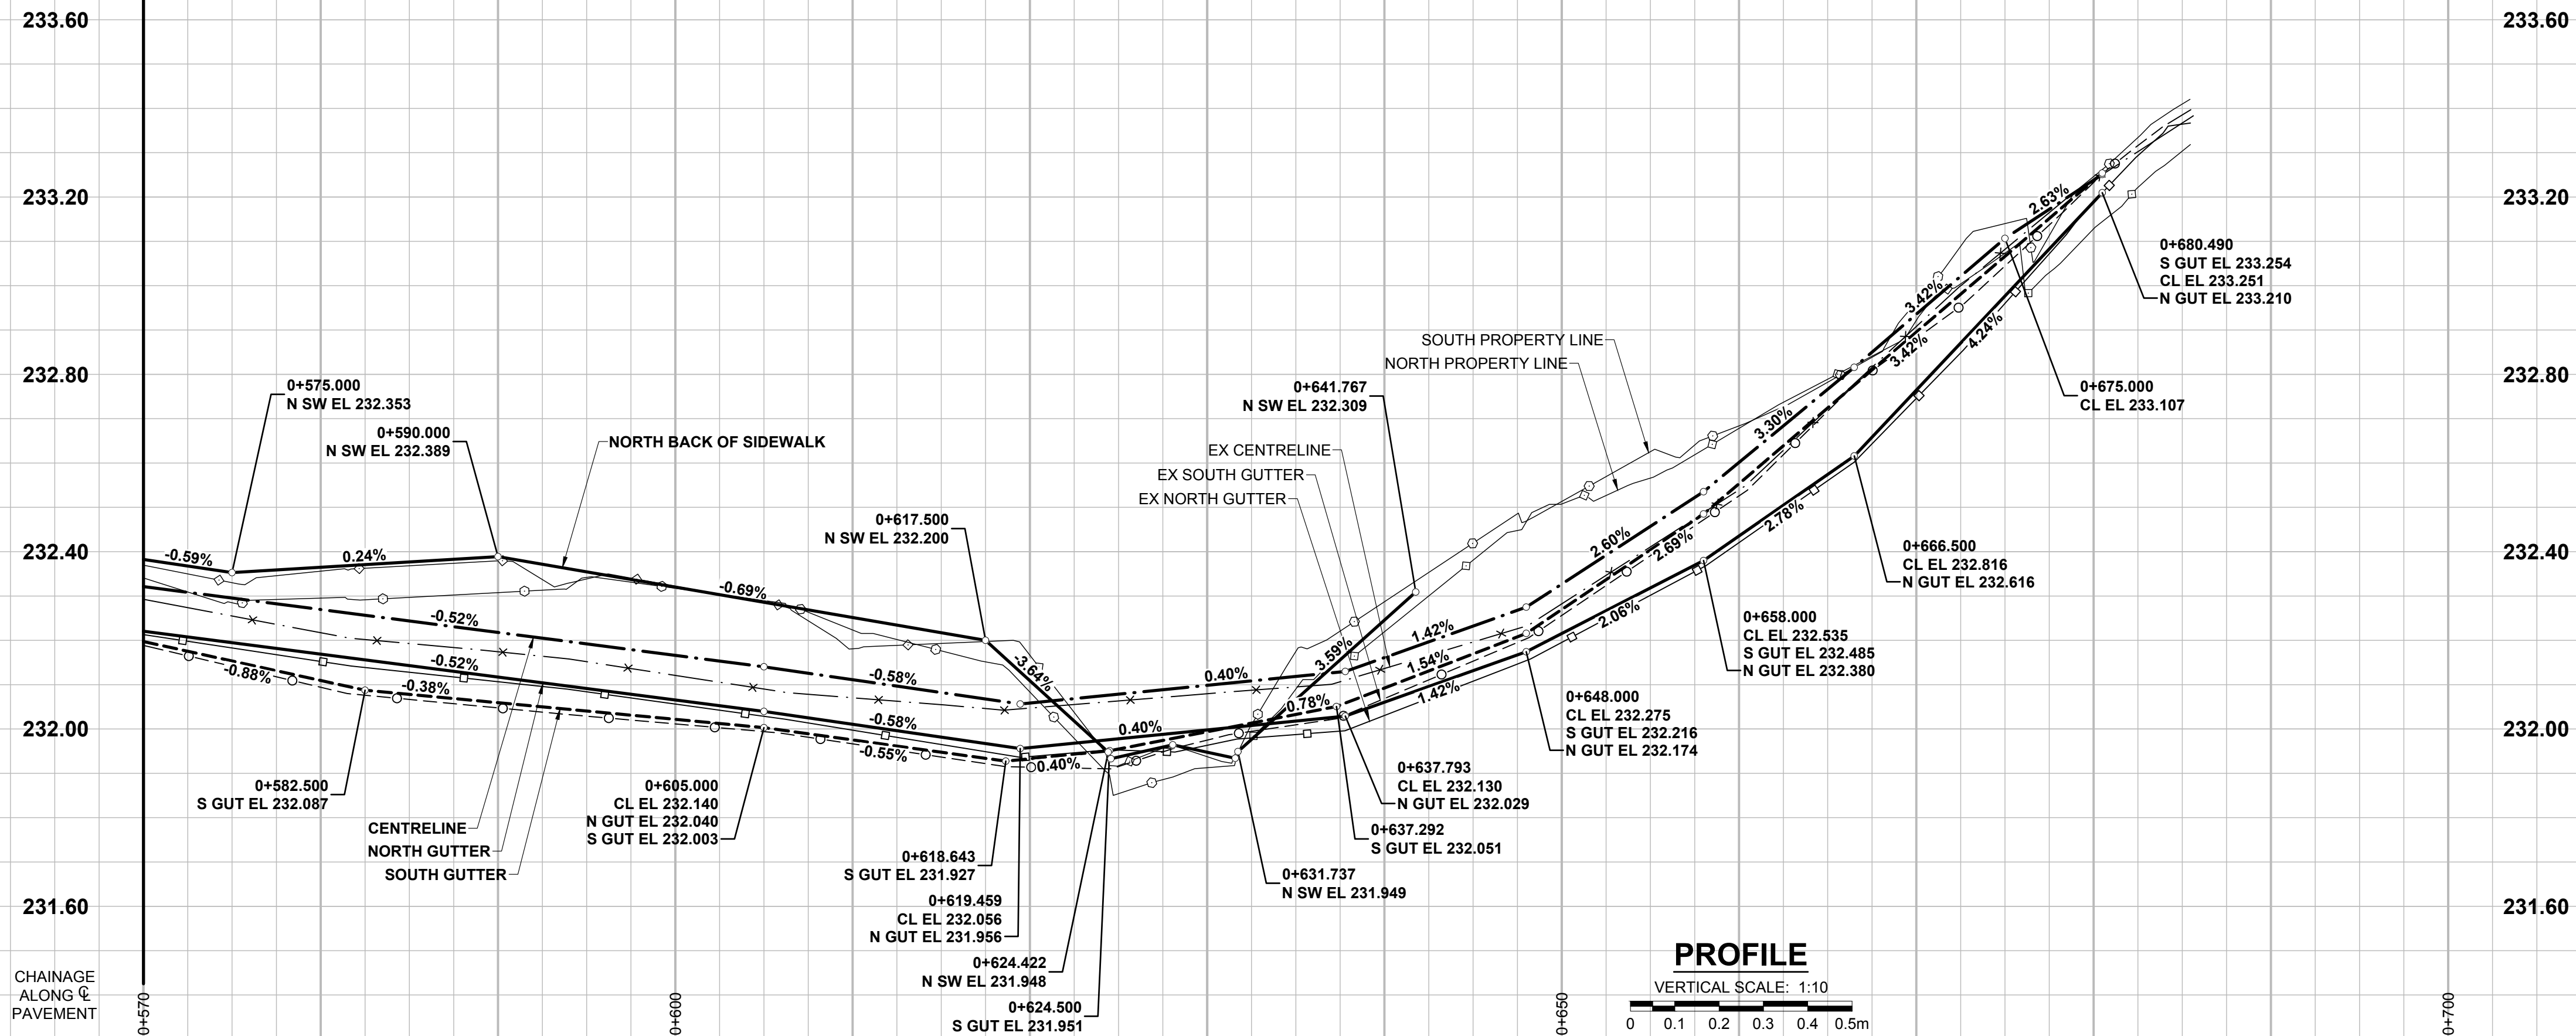 233.60
233.60
233.20
233.20
232.80
232.80
232.40
232.40
232.00
232.00
231.60
231.60
0+575.000
N SW EL 232.353
0+590.000
N SW EL 232.389
NORTH BACK OF SIDEWALK
0+617.500
N SW EL 232.200
0+641.767
N SW EL 232.309
SOUTH PROPERTY LINE
NORTH PROPERTY LINE
EX CENTRELINE
EX SOUTH GUTTER
EX NORTH GUTTER
0+680.490
S GUT EL 233.254
CL EL 233.251
N GUT EL 233.210
0+675.000
CL EL 233.107
0+666.500
CL EL 232.816
N GUT EL 232.616
0+658.000
CL EL 232.535
S GUT EL 232.485
N GUT EL 232.380
0+648.000
CL EL 232.275
S GUT EL 232.216
N GUT EL 232.174
0+637.793
CL EL 232.130
N GUT EL 232.029
0+637.292
S GUT EL 232.051
0+631.737
N SW EL 231.949
-0.59%
0.24%
-0.69%
-3.64%
3.59%
-0.52%
-0.58%
0.40%
1.42%
2.60%
3.30%
3.42%
2.63%
-0.52%
-0.58%
0.40%
1.42%
2.06%
2.78%
4.24%
-0.88%
-0.38%
-0.55%
0.40%
0.78%
1.54%
2.69%
3.42%
0+582.500
S GUT EL 232.087
CENTRELINE
NORTH GUTTER
SOUTH GUTTER
0+605.000
CL EL 232.140
N GUT EL 232.040
S GUT EL 232.003
0+618.643
S GUT EL 231.927
0+619.459
CL EL 232.056
N GUT EL 231.956
0+624.422
N SW EL 231.948
0+624.500
S GUT EL 231.951
PROFILE
VERTICAL SCALE: 1:10
0 0.1 0.2 0.3 0.4 0.5m
CHAINAGE
ALONG ℄
PAVEMENT
0+570
0+600
0+650
0+700